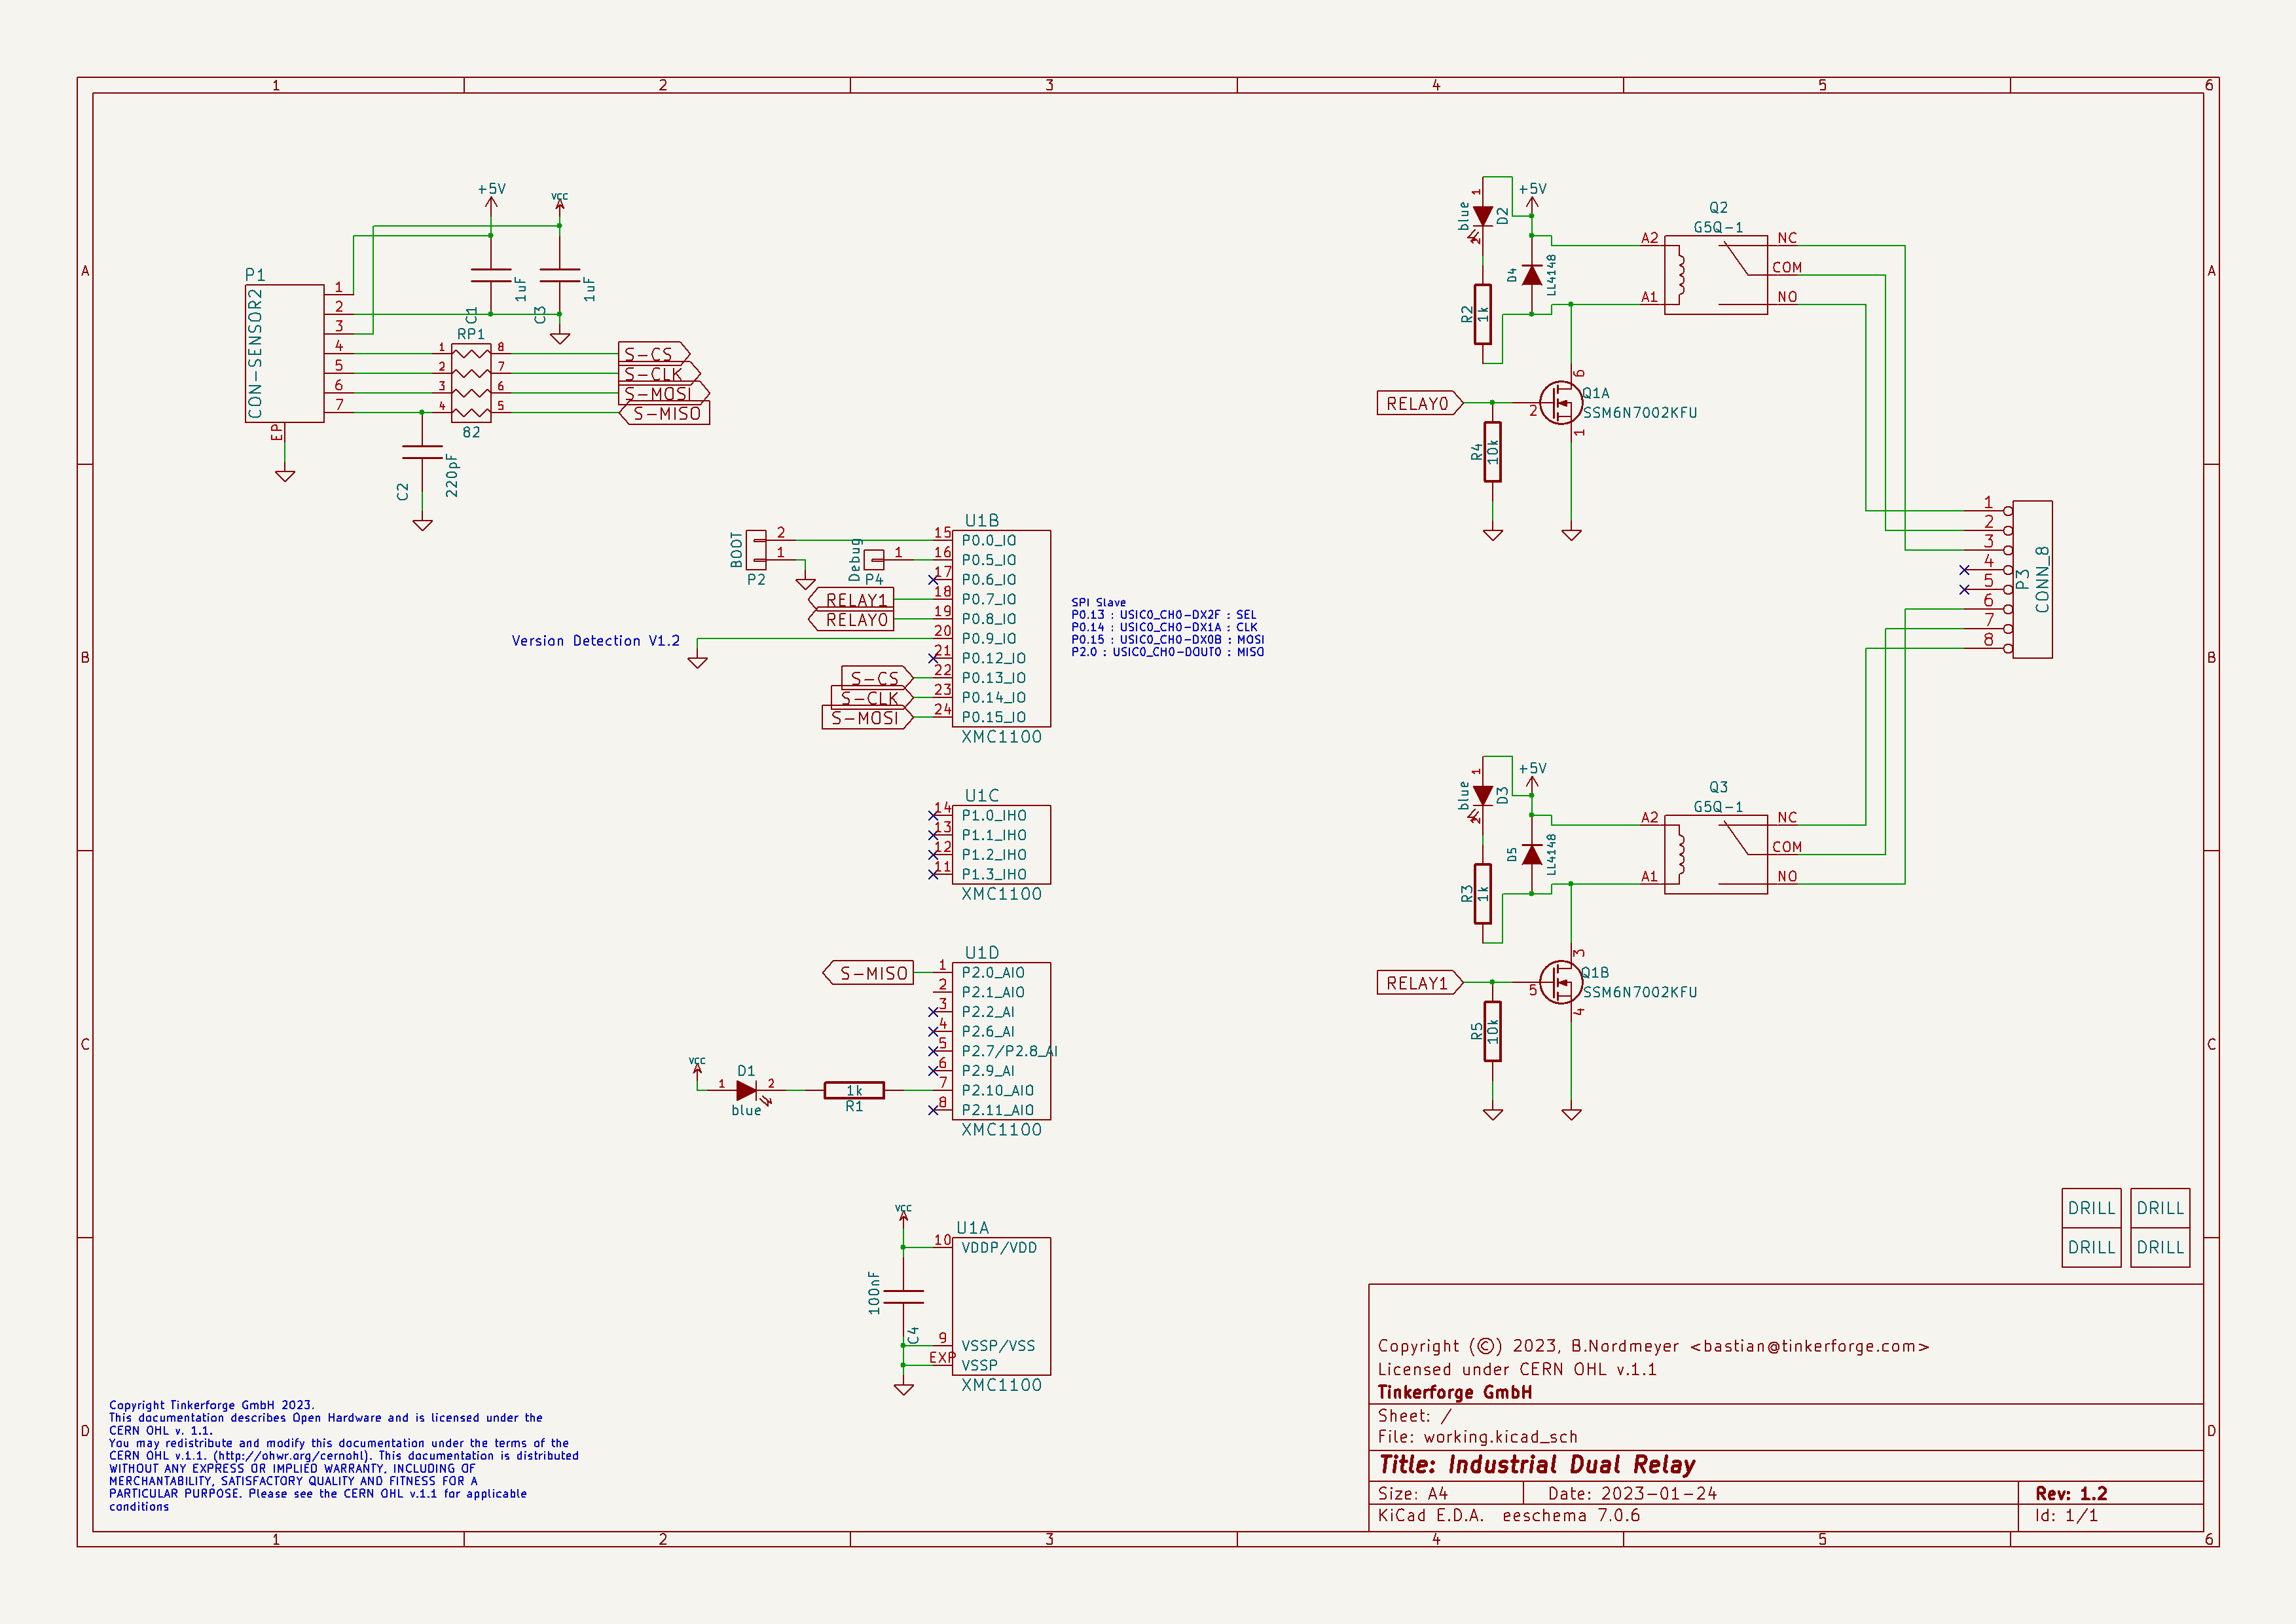 1 2 3 4 5 6
A
B
C
D
+5V
vcc
P1
CON-SENSOR2
1
2
3
4
5
6
7
EP
C1
1uF
C3
1uF
RP1
1 8
2 7
3 6
4 5
82
S-CS
S-CLK
S-MOSI
S-MISO
C2
220pF
U1B
BOOT
2
1
P2
Debug
1
P4
15 P0.0_IO
16 P0.5_IO
17 P0.6_IO
RELAY1 18 P0.7_IO
RELAY0 19 P0.8_IO
Version Detection V1.2
20 P0.9_IO
21 P0.12_IO
S-CS 22 P0.13_IO
S-CLK 23 P0.14_IO
S-MOSI 24 P0.15_IO
XMC1100
SPI Slave
P0.13 : USIC0_CH0-DX2F : SEL
P0.14 : USIC0_CH0-DX1A : CLK
P0.15 : USIC0_CH0-DX0B : MOSI
P2.0 : USIC0_CH0-DOUT0 : MISO
U1C
14 P1.0_IHO
13 P1.1_IHO
12 P1.2_IHO
11 P1.3_IHO
XMC1100
U1D
S-MISO 1 P2.0_AIO
2 P2.1_AIO
3 P2.2_AI
4 P2.6_AI
5 P2.7/P2.8_AI
6 P2.9_AI
7 P2.10_AIO
8 P2.11_AIO
XMC1100
vcc
D1
1 2
blue
1k
R1
vcc
U1A
10 VDDP/VDD
100nF
C4
9 VSSP/VSS
EXP VSSP
XMC1100
1
blue
D2
2
+5V
D4
LL4148
R2
1k
Q2
G5Q-1
A2
A1
NC
COM
NO
RELAY0
2
6
1
Q1A
SSM6N7002KFU
R4
10k
1
2
3
4
5
6
7
8
P3
CONN_8
1
blue
D3
2
+5V
D5
LL4148
R3
1k
Q3
G5Q-1
A2
A1
NC
COM
NO
RELAY1
5
3
4
Q1B
SSM6N7002KFU
R5
10k
DRILL DRILL
DRILL DRILL
Copyright (©) 2023, B.Nordmeyer <bastian@tinkerforge.com>
Licensed under CERN OHL v.1.1
Tinkerforge GmbH
Sheet: /
File: working.kicad_sch
Title: Industrial Dual Relay
Size: A4 Date: 2023-01-24 Rev: 1.2
KiCad E.D.A. eeschema 7.0.6 Id: 1/1
Copyright Tinkerforge GmbH 2023.
This documentation describes Open Hardware and is licensed under the
CERN OHL v. 1.1.
You may redistribute and modify this documentation under the terms of the
CERN OHL v.1.1. (http://ohwr.org/cernohl). This documentation is distributed
WITHOUT ANY EXPRESS OR IMPLIED WARRANTY, INCLUDING OF
MERCHANTABILITY, SATISFACTORY QUALITY AND FITNESS FOR A
PARTICULAR PURPOSE. Please see the CERN OHL v.1.1 for applicable
conditions
A
B
C
D
1 2 3 4 5 6